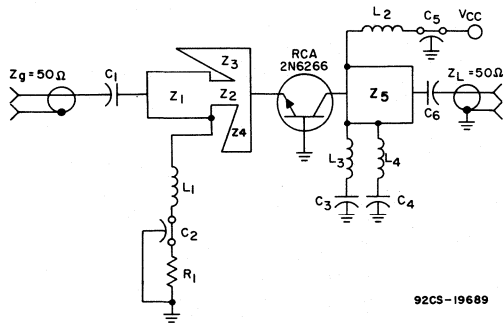 L2 C5 VCC
Zg=50Ω C1 Z3 RCA ZL=50Ω
2N6266
Z1 Z2 Z5
Z4 C6
L1 L3 L4
C2 C3 C4
R1
92CS-19689